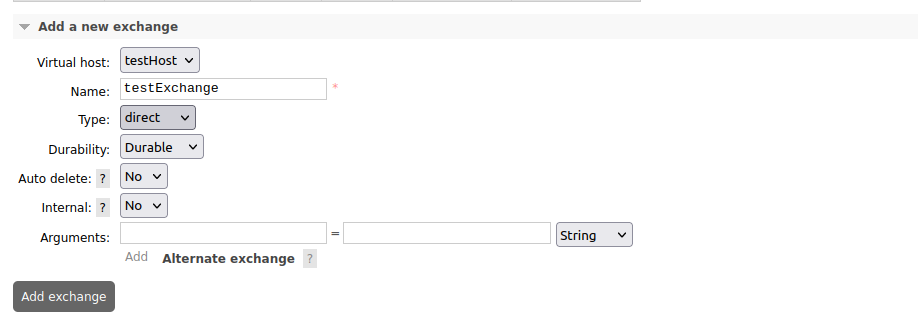 Add a new exchange
Virtual host: testHost
Name: testExchange *
Type: direct
Durability: Durable
Auto delete: ? No
Internal: ? No
Arguments: = String
Add Alternate exchange ?
Add exchange